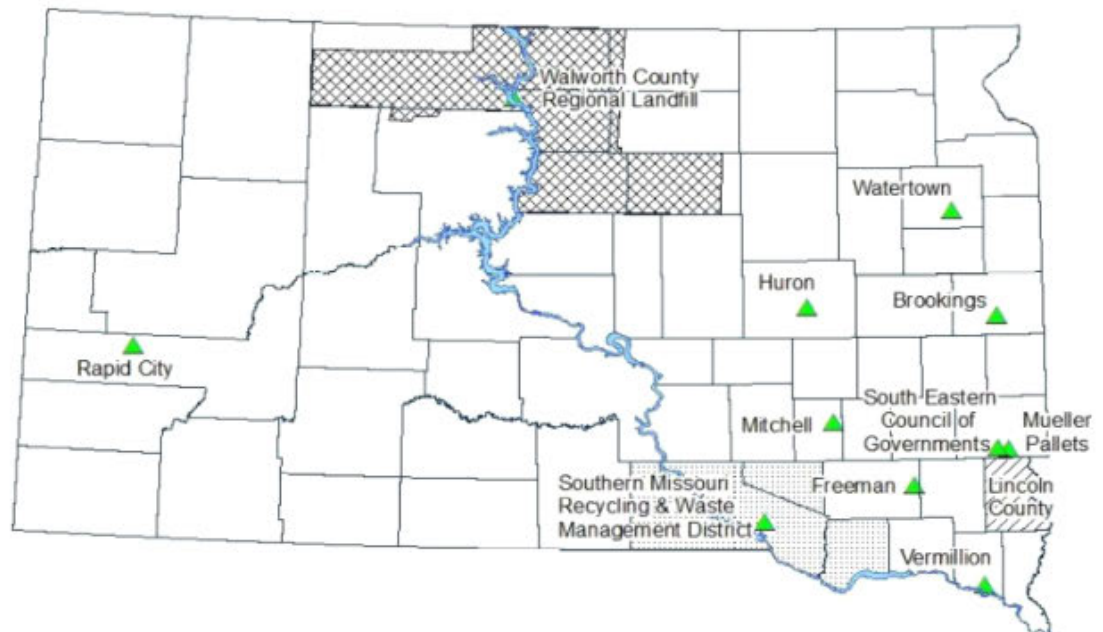 Walworth County
Regional Landfill
Watertown
Huron
Brookings
Rapid City
South Eastern
Council of
Governments
Mueller
Pallets
Mitchell
Southern Missouri
Recycling & Waste
Management District
Freeman
Lincoln
County
Vermillion